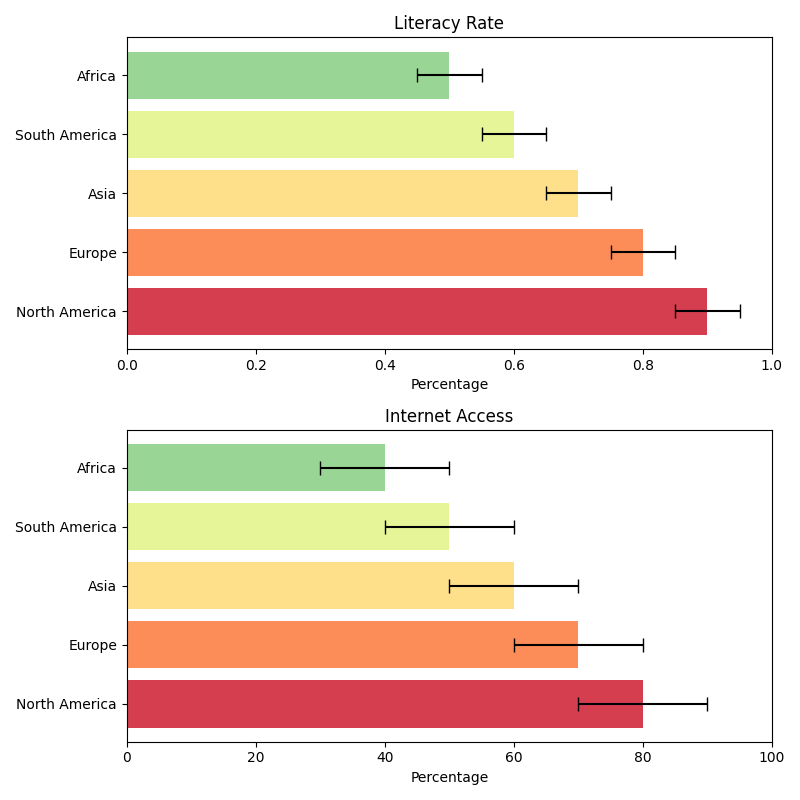 Literacy Rate
Africa
South America
Asia
Europe
North America
0.0 0.2 0.4 0.6 0.8 1.0
Percentage
Internet Access
Africa
South America
Asia
Europe
North America
0 20 40 60 80 100
Percentage